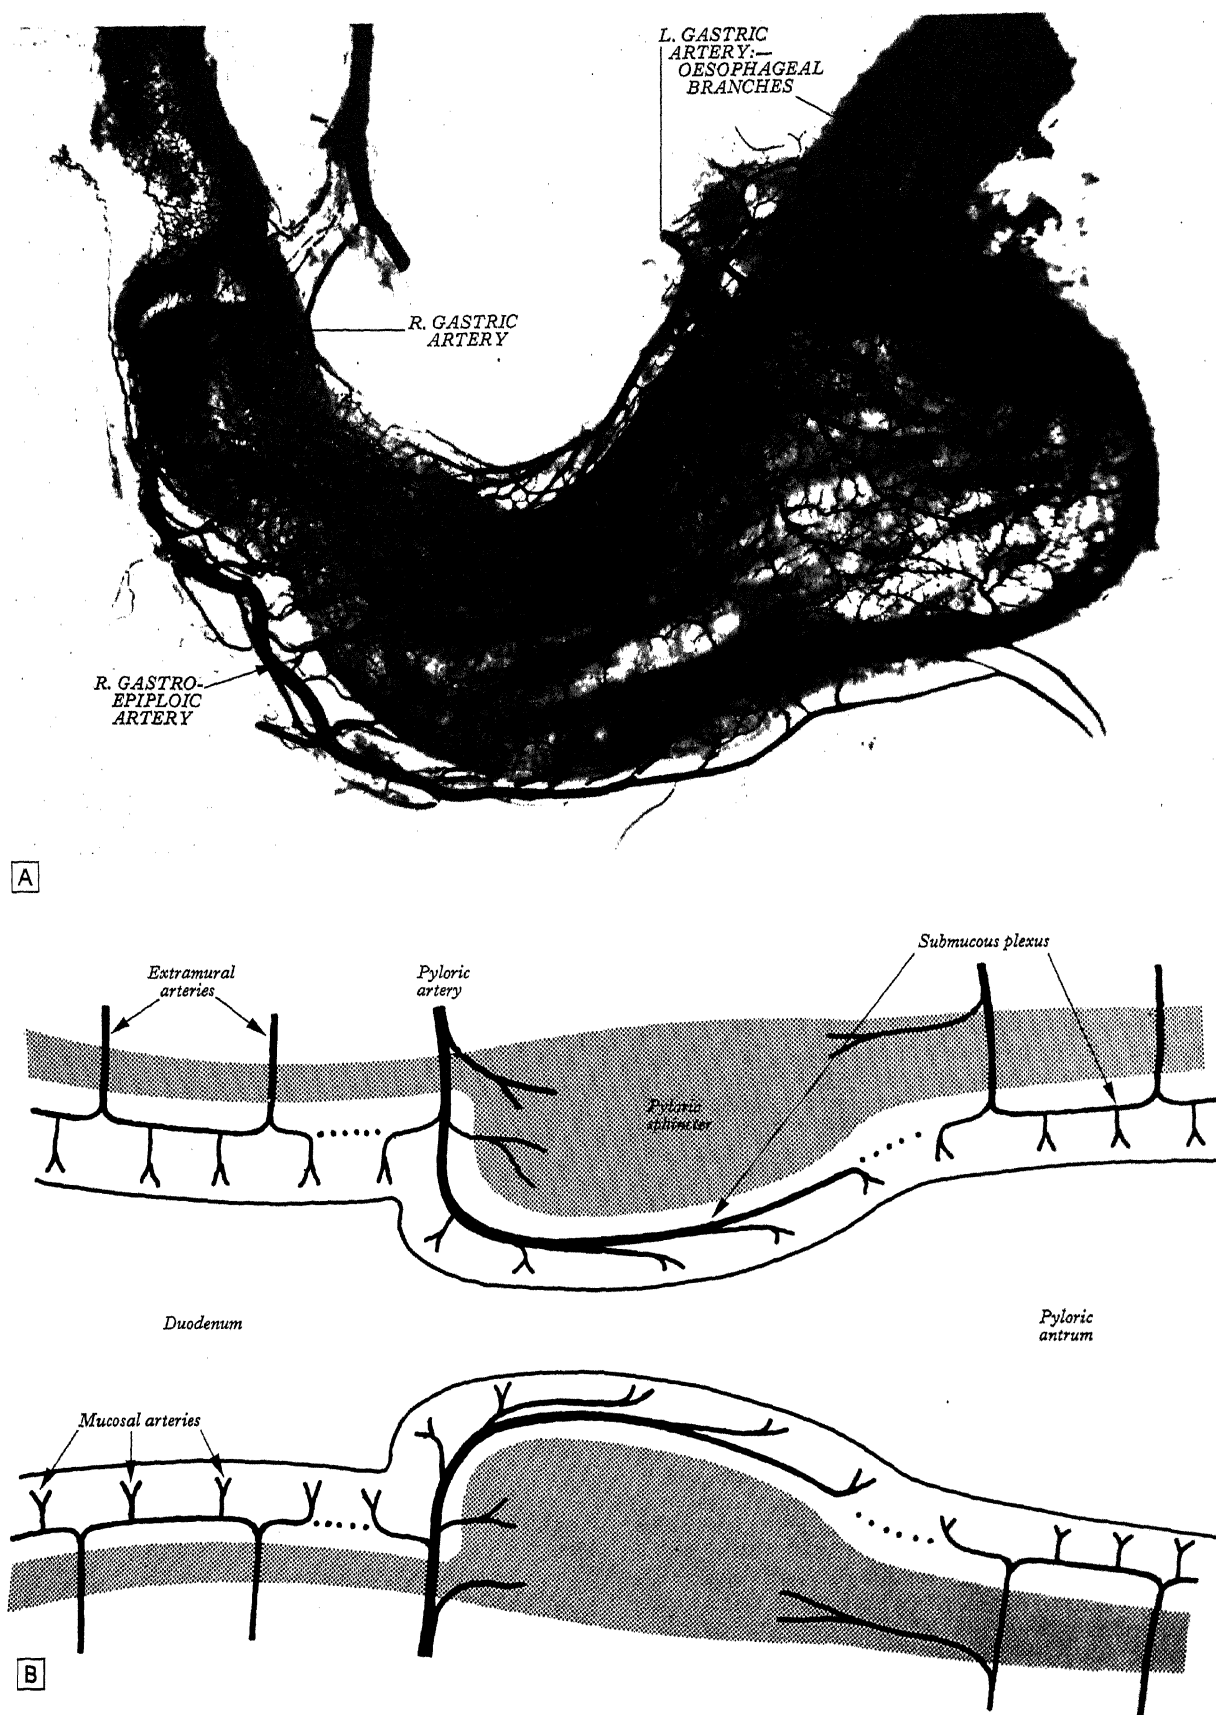 L. GASTRIC
ARTERY:—
OESOPHAGEAL
BRANCHES
R. GASTRIC
ARTERY
R. GASTRO-
EPIPLOIC
ARTERY
A
Submucous plexus
Extramural
arteries
Pyloric
artery
Pyloric
sphincter
Duodenum
Pyloric
antrum
Mucosal arteries
B